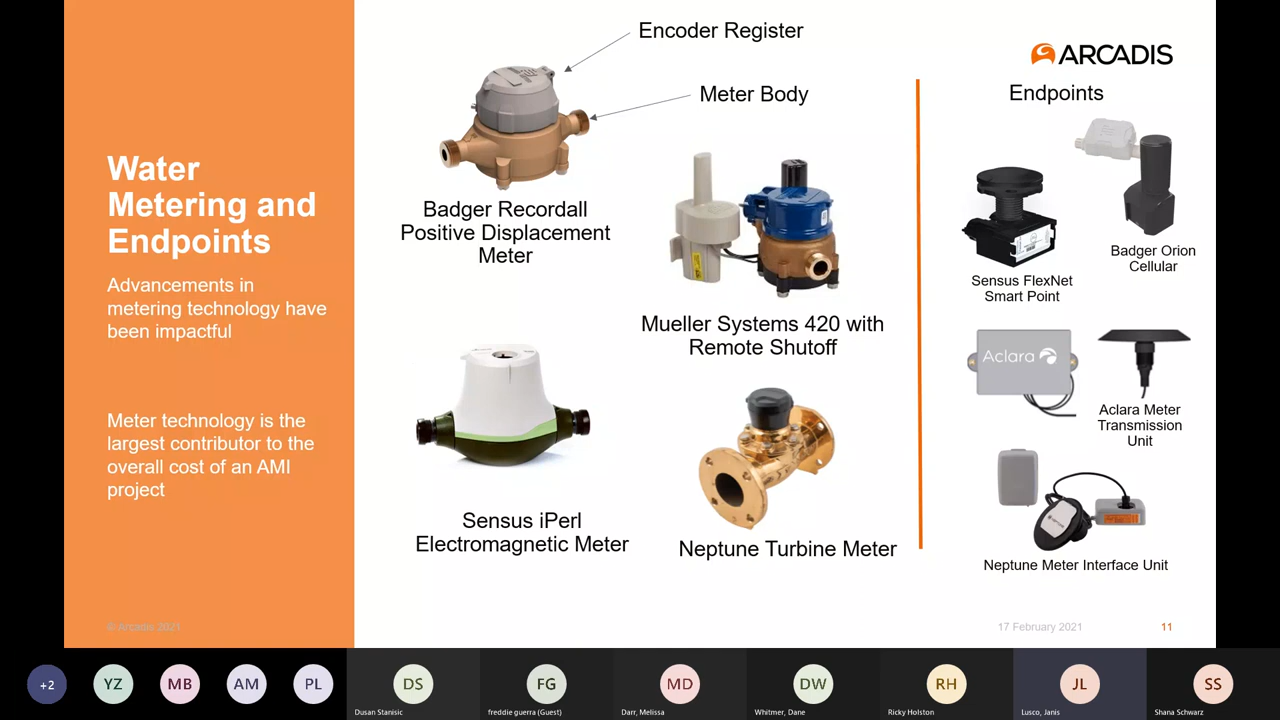 Water
Metering and
Endpoints
Advancements in
metering technology have
been impactful
Meter technology is the
largest contributor to the
overall cost of an AMI
project
© Arcadis 2021
Encoder Register
Meter Body
Badger Recordall
Positive Displacement
Meter
Mueller Systems 420 with
Remote Shutoff
Sensus iPerl
Electromagnetic Meter
Neptune Turbine Meter
ARCADIS
Endpoints
Badger Orion
Cellular
Sensus FlexNet
Smart Point
Aclara
Aclara Meter
Transmission
Unit
Neptune Meter Interface Unit
17 February 2021
11
+2
YZ
MB
AM
PL
DS
Dusan Stanisic
FG
freddie guerra (Guest)
MD
Darr, Melissa
DW
Whitmer, Dane
RH
Ricky Holston
JL
Lusco, Janis
SS
Shana Schwarz